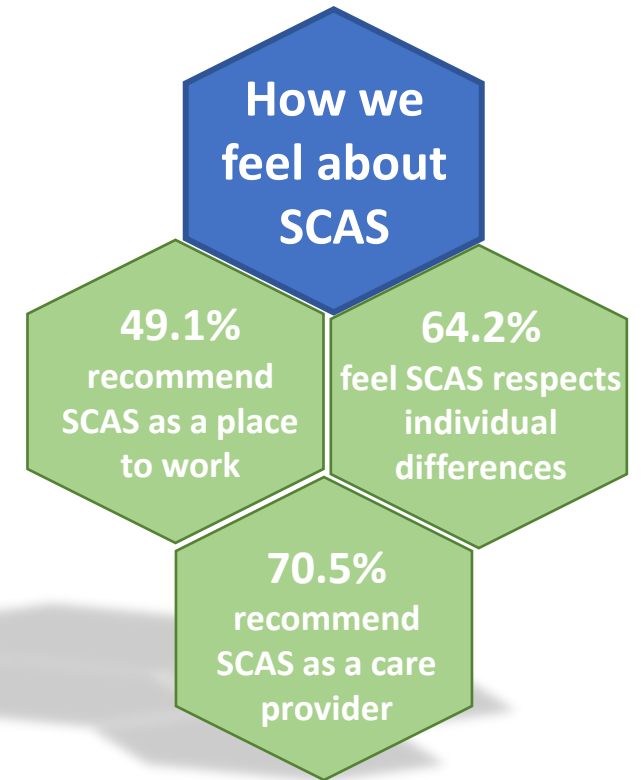 How we
feel about
SCAS
49.1%
recommend
SCAS as a place
to work
64.2%
feel SCAS respects
individual
differences
70.5%
recommend
SCAS as a care
provider